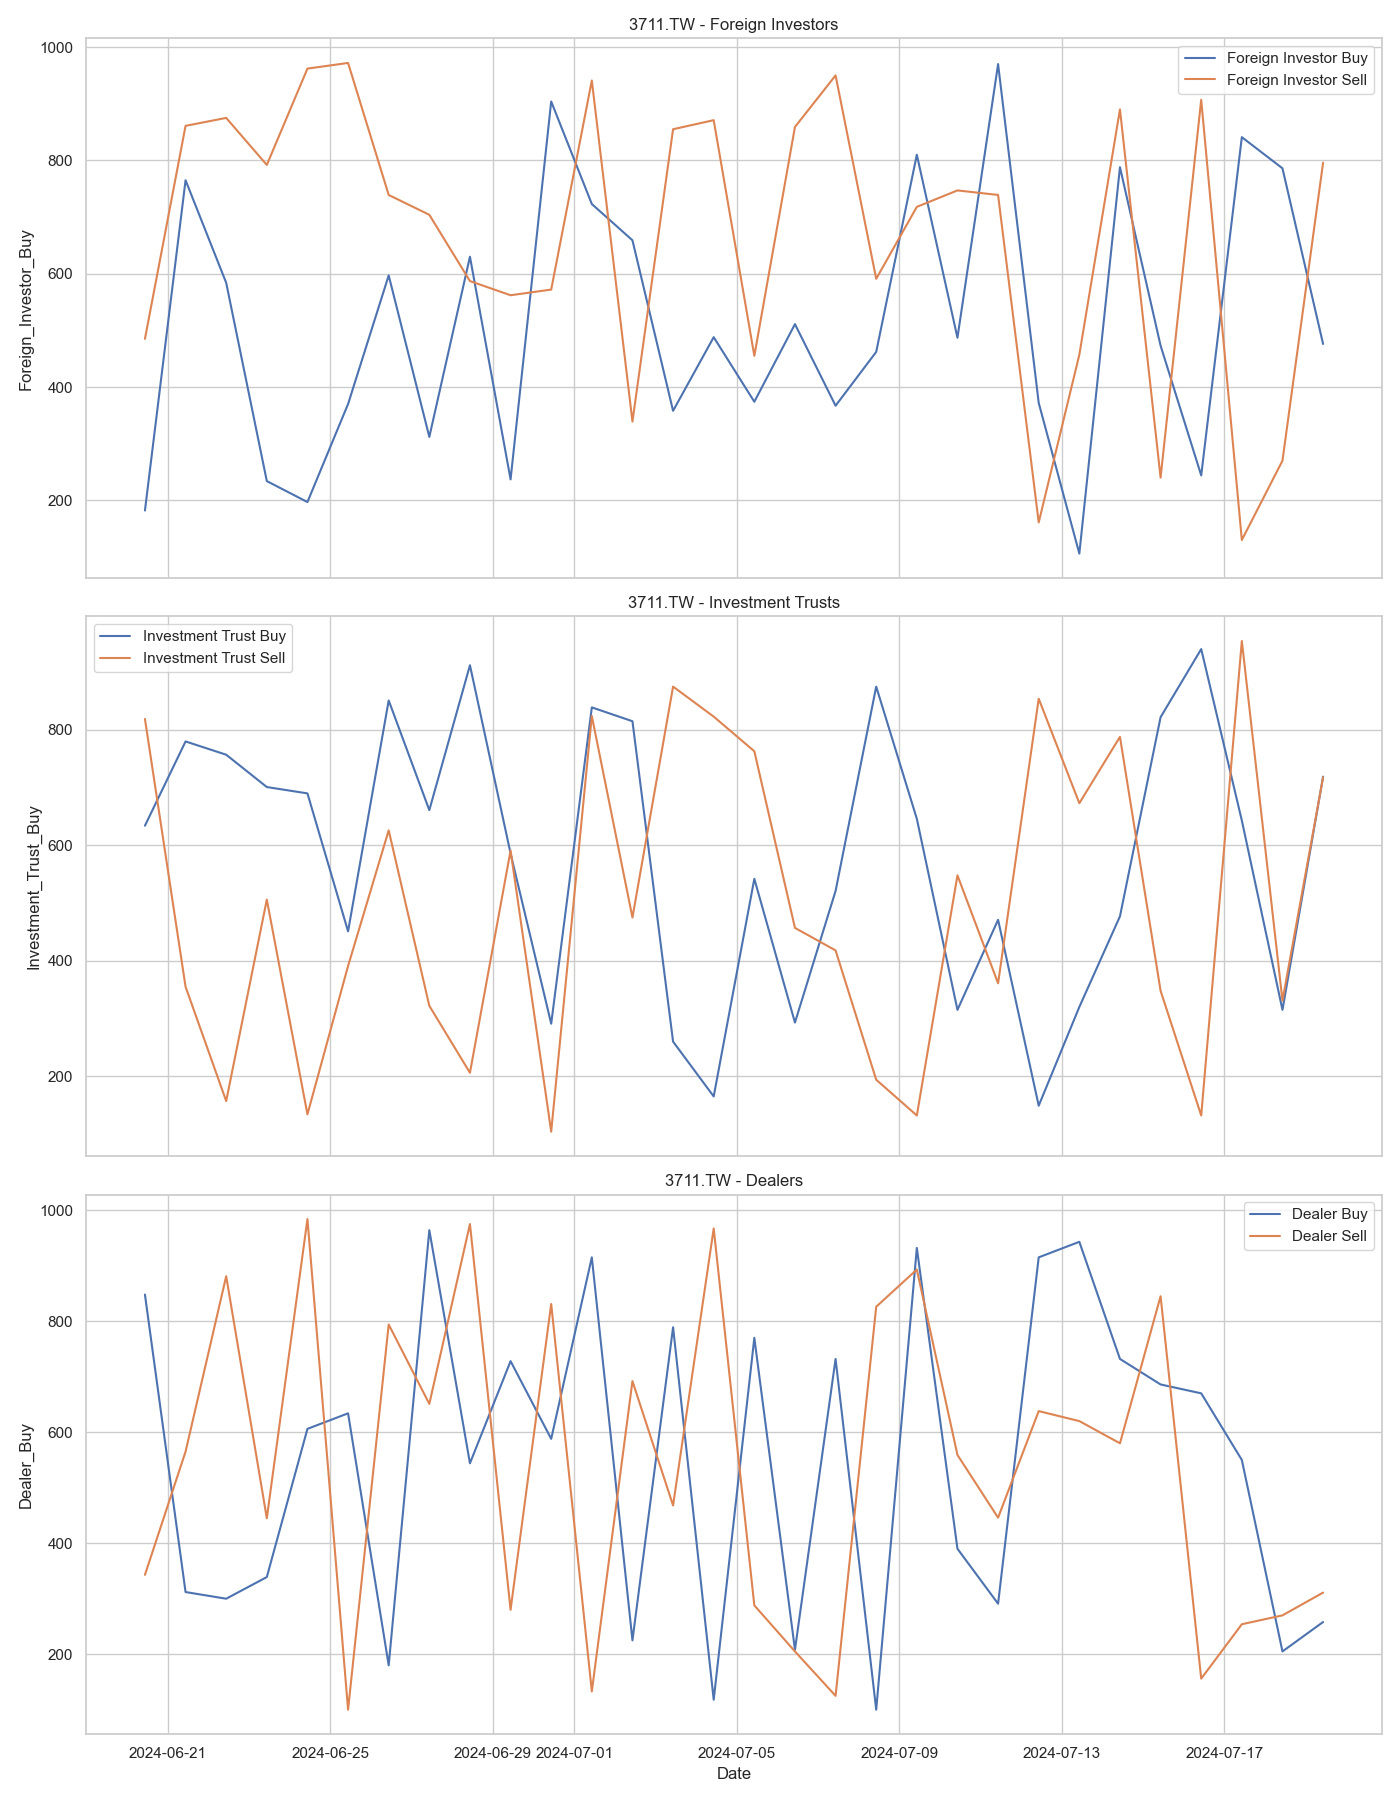 3711.TW - Foreign Investors
Foreign_Investor_Buy
1000
800
600
400
200
Foreign Investor Buy
Foreign Investor Sell
3711.TW - Investment Trusts
Investment_Trust_Buy
800
600
400
200
Investment Trust Buy
Investment Trust Sell
3711.TW - Dealers
Dealer_Buy
1000
800
600
400
200
Dealer Buy
Dealer Sell
2024-06-21 2024-06-25 2024-06-29 2024-07-01 2024-07-05 2024-07-09 2024-07-13 2024-07-17
Date